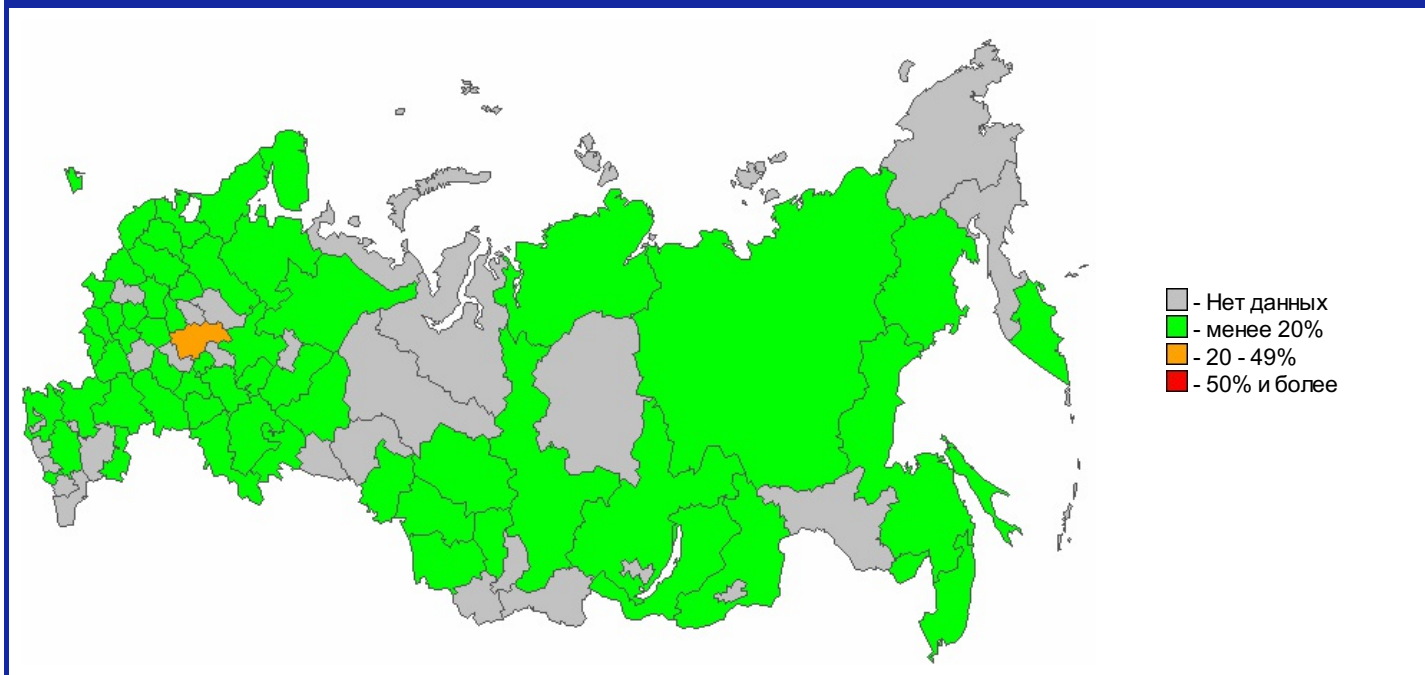 - Нет данных
- менее 20%
- 20 - 49%
- 50% и более